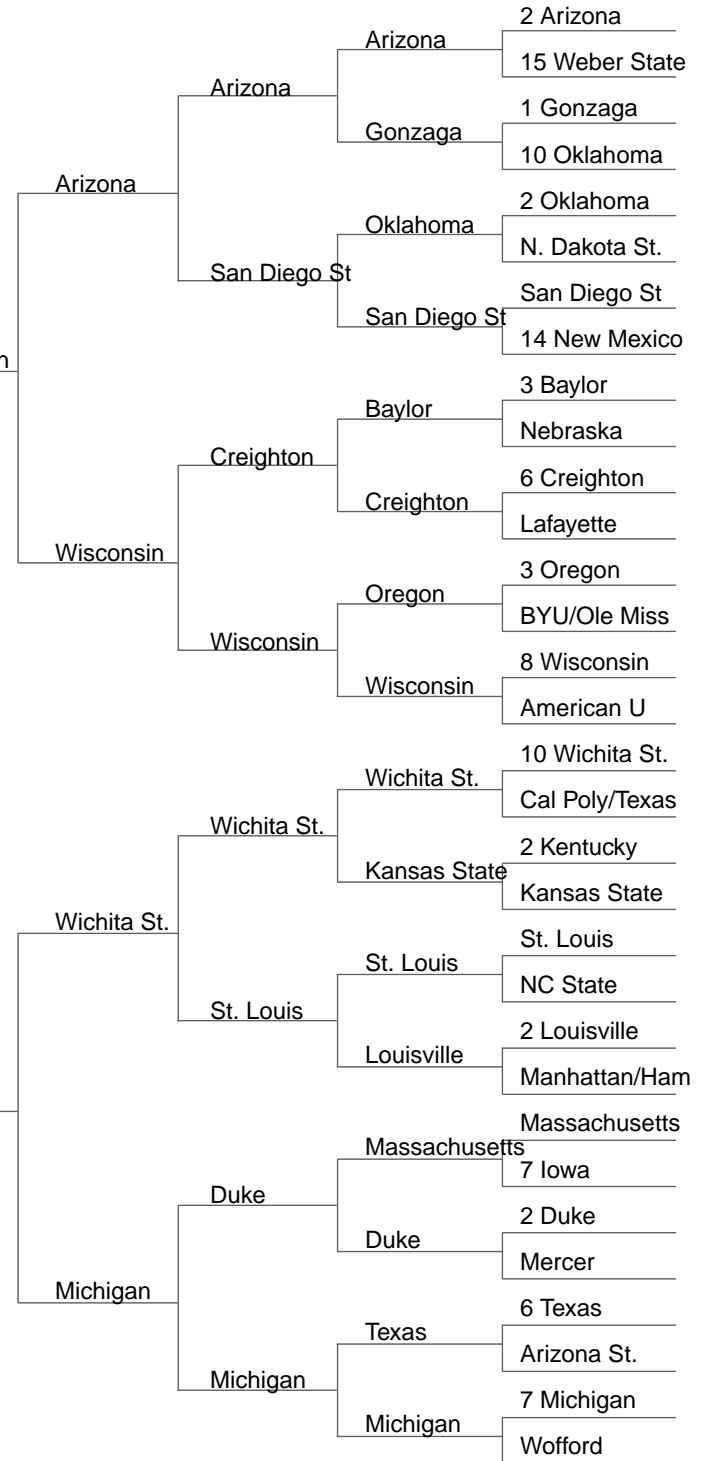 2 Arizona
Arizona
15 Weber State
Arizona
1 Gonzaga
Gonzaga
10 Oklahoma
Arizona
2 Oklahoma
Oklahoma
N. Dakota St.
San Diego St
San Diego St
San Diego St
14 New Mexico
n
3 Baylor
Baylor
Nebraska
Creighton
6 Creighton
Creighton
Lafayette
Wisconsin
3 Oregon
Oregon
BYU/Ole Miss
Wisconsin
8 Wisconsin
Wisconsin
American U
10 Wichita St.
Wichita St.
Cal Poly/Texas
Wichita St.
2 Kentucky
Kansas State
Kansas State
Wichita St.
St. Louis
St. Louis
NC State
St. Louis
2 Louisville
Louisville
Manhattan/Ham
Massachusetts
Massachusetts
7 Iowa
Duke
2 Duke
Duke
Mercer
Michigan
6 Texas
Texas
Arizona St.
Michigan
7 Michigan
Michigan
Wofford